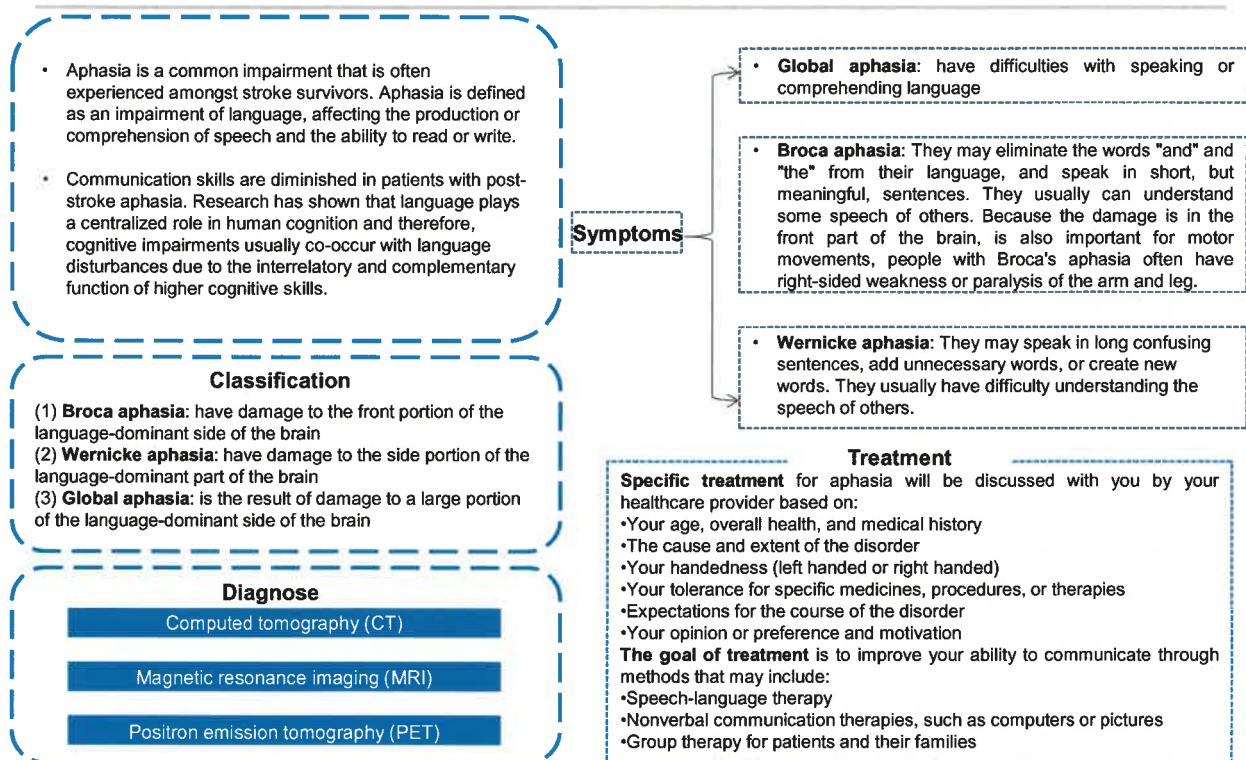 • Aphasia is a common impairment that is often
experienced amongst stroke survivors. Aphasia is defined
as an impairment of language, affecting the production or
comprehension of speech and the ability to read or write.
• Communication skills are diminished in patients with post-
stroke aphasia. Research has shown that language plays
a centralized role in human cognition and therefore,
cognitive impairments usually co-occur with language
disturbances due to the interrelatory and complementary
function of higher cognitive skills.
Classification
(1) Broca aphasia: have damage to the front portion of the
language-dominant side of the brain
(2) Wernicke aphasia: have damage to the side portion of the
language-dominant part of the brain
(3) Global aphasia: is the result of damage to a large portion
of the language-dominant side of the brain
Diagnose
Computed tomography (CT)
Magnetic resonance imaging (MRI)
Positron emission tomography (PET)
Symptoms
• Global aphasia: have difficulties with speaking or
comprehending language
• Broca aphasia: They may eliminate the words "and" and
"the" from their language, and speak in short, but
meaningful, sentences. They usually can understand
some speech of others. Because the damage is in the
front part of the brain, is also important for motor
movements, people with Broca's aphasia often have
right-sided weakness or paralysis of the arm and leg.
• Wernicke aphasia: They may speak in long confusing
sentences, add unnecessary words, or create new
words. They usually have difficulty understanding the
speech of others.
Treatment
Specific treatment for aphasia will be discussed with you by your
healthcare provider based on:
•Your age, overall health, and medical history
•The cause and extent of the disorder
•Your handedness (left handed or right handed)
•Your tolerance for specific medicines, procedures, or therapies
•Expectations for the course of the disorder
•Your opinion or preference and motivation
The goal of treatment is to improve your ability to communicate through
methods that may include:
•Speech-language therapy
•Nonverbal communication therapies, such as computers or pictures
•Group therapy for patients and their families